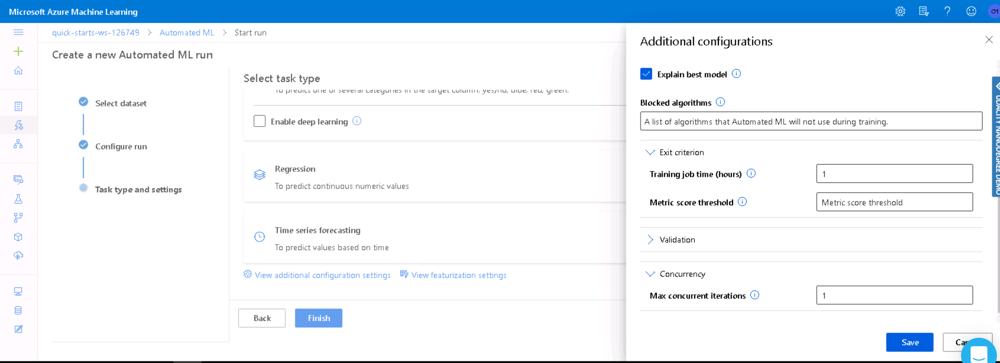 Microsoft Azure Machine Learning
01
quick-starts-ws-126749 > Automated ML > Start run
Create a new Automated ML run
Select dataset
Configure run
Task type and settings
Select task type
To predict one of several categories in the target column. yes/no, blue, red, green.
Enable deep learning
Regression
To predict continuous numeric values
Time series forecasting
To predict values based on time
View additional configuration settings View featurization settings
Back Finish
Additional configurations
Explain best model
Blocked algorithms
A list of algorithms that Automated ML will not use during training.
Exit criterion
Training job time (hours) 1
Metric score threshold Metric score threshold
Validation
Concurrency
Max concurrent iterations 1
Save
UDACITY NANODEGREE DEMO